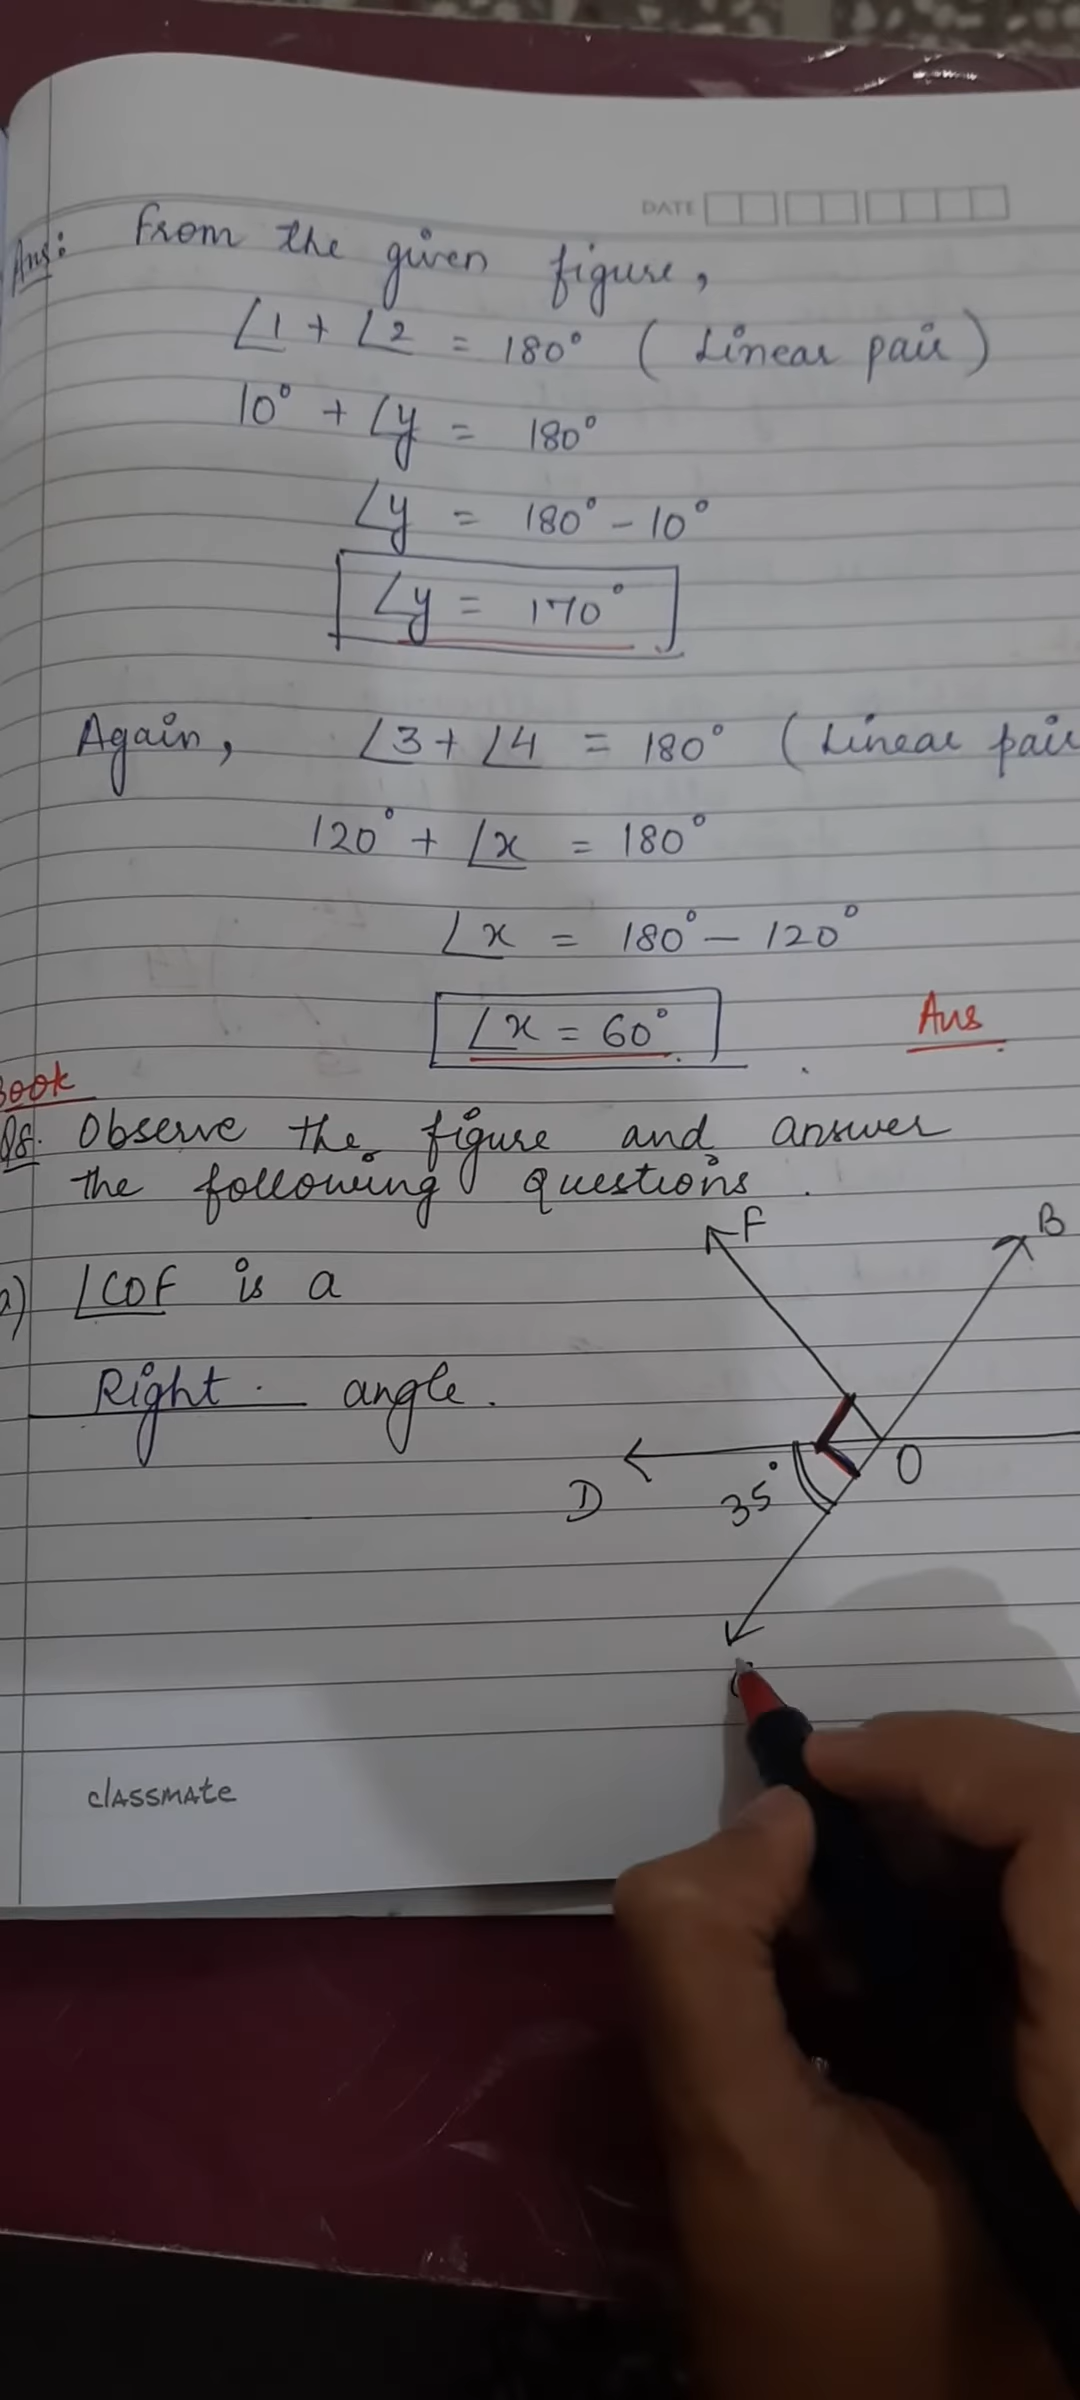 DATE
Ans: From the given figure,
∠1 + ∠2 = 180° (Linear pair)
10° + ∠y = 180°
∠y = 180° - 10°
∠y = 170°
Again, ∠3 + ∠4 = 180° (Linear pair
120° + ∠x = 180°
∠x = 180° - 120°
∠x = 60°
Ans
Book
Q8. Observe the figure and answer
the following questions.
F
B
a) ∠COF is a
Right angle.
O
D
35°
classmate